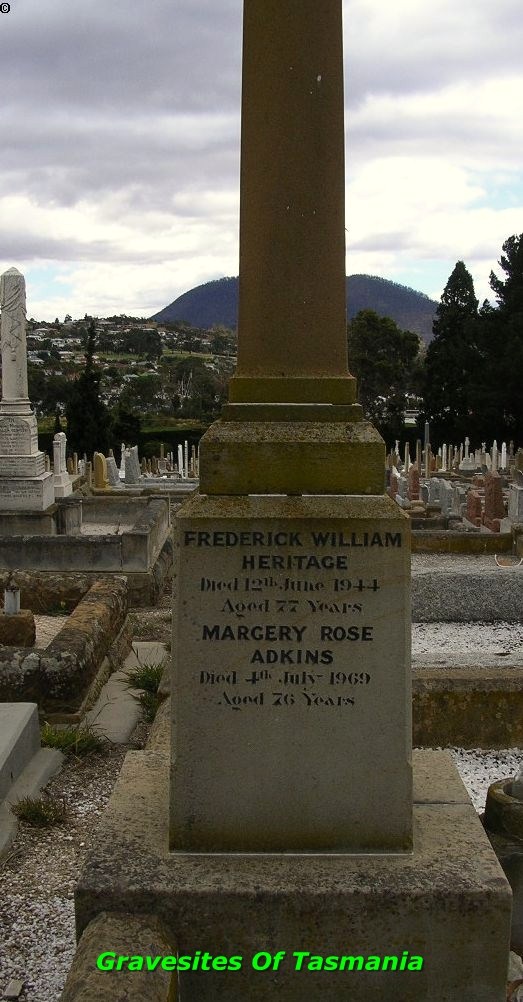 ©
FREDERICK WILLIAM
HERITAGE
Died 12th June 1944
Aged 77 Years
MARGERY ROSE
ADKINS
Died 4th July 1969
Aged 76 Years
Gravesites Of Tasmania